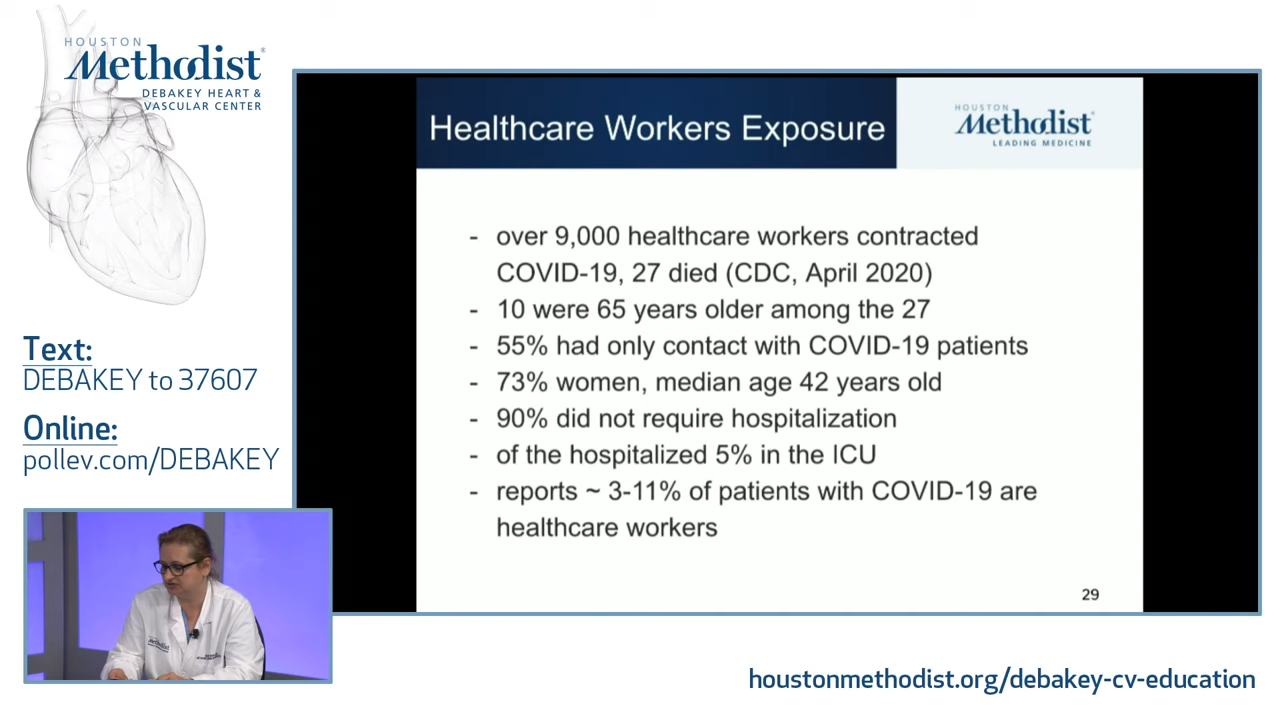 HOUSTON
Methodist
DEBAKEY HEART &
VASCULAR CENTER
Text:
DEBAKEY to 37607
Online:
pollev.com/DEBAKEY
Healthcare Workers Exposure
HOUSTON
Methodist
LEADING MEDICINE
- over 9,000 healthcare workers contracted
COVID-19, 27 died (CDC, April 2020)
- 10 were 65 years older among the 27
- 55% had only contact with COVID-19 patients
- 73% women, median age 42 years old
- 90% did not require hospitalization
- of the hospitalized 5% in the ICU
- reports ~ 3-11% of patients with COVID-19 are
healthcare workers
29
Methodist
houstonmethodist.org/debakey-cv-education